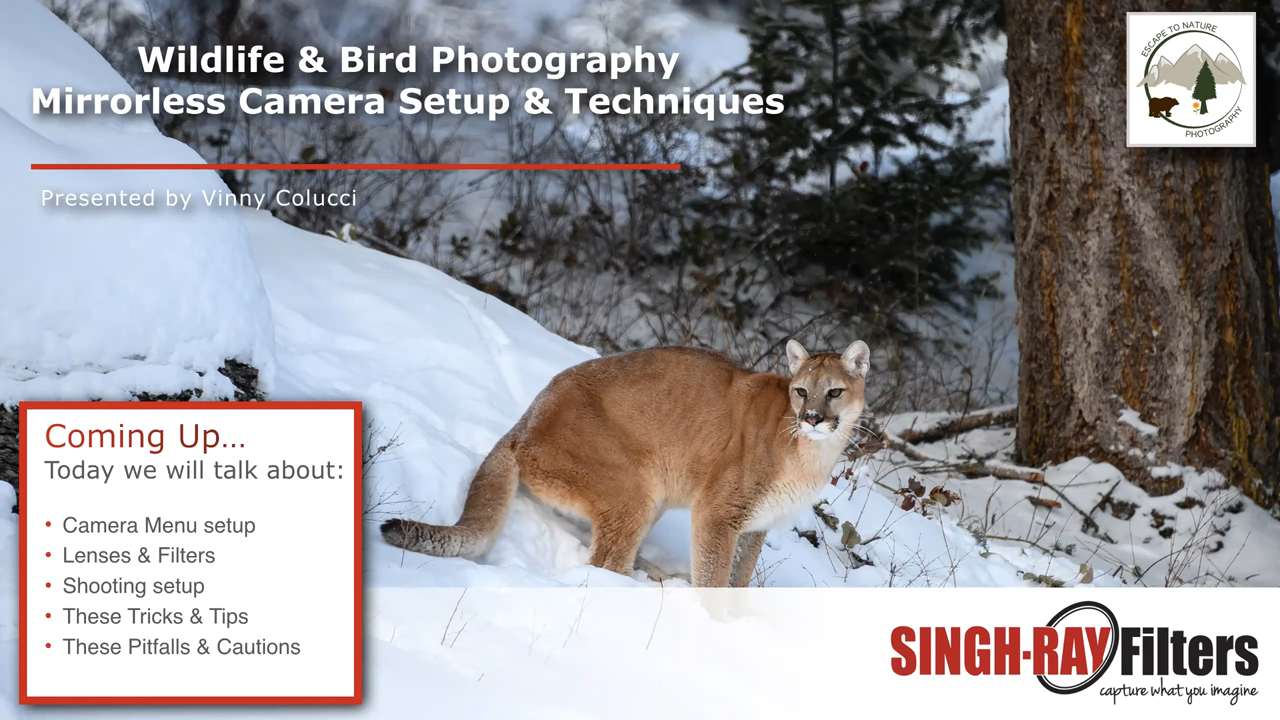 Wildlife & Bird Photography
Mirrorless Camera Setup & Techniques
Presented by Vinny Colucci
ESCAPE TO NATURE
PHOTOGRAPHY
Coming Up...
Today we will talk about:
• Camera Menu setup
• Lenses & Filters
• Shooting setup
• These Tricks & Tips
• These Pitfalls & Cautions
SINGH-RAY Filters
capture what you imagine